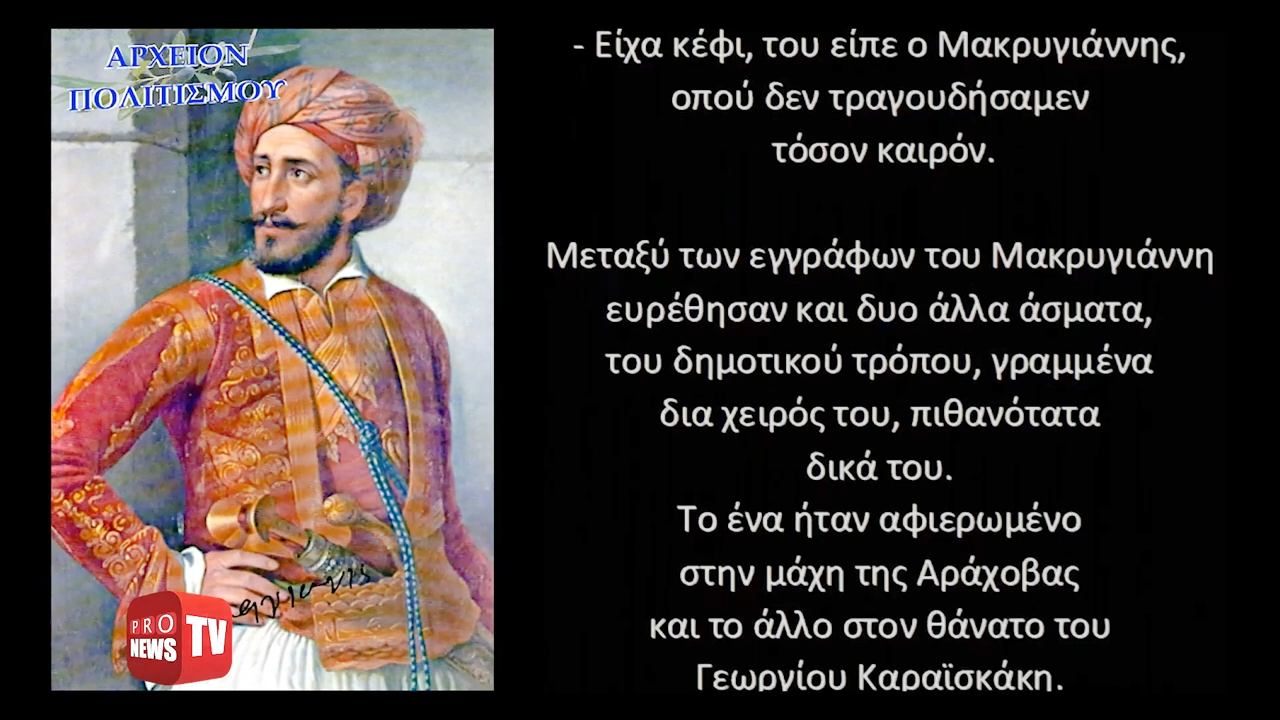 ΑΡΧΕΙΟΝ
ΠΟΛΙΤΙΣΜΟΥ
PRO
NEWS
TV
- Είχα κέφι, του είπε ο Μακρυγιάννης,
οπού δεν τραγουδήσαμεν
τόσον καιρόν.
Μεταξύ των εγγράφων του Μακρυγιάννη
ευρέθησαν και δυο άλλα άσματα,
του δημοτικού τρόπου, γραμμένα
δια χειρός του, πιθανότατα
δικά του.
Το ένα ήταν αφιερωμένο
στην μάχη της Αράχοβας
και το άλλο στον θάνατο του
Γεωργίου Καραϊσκάκη.